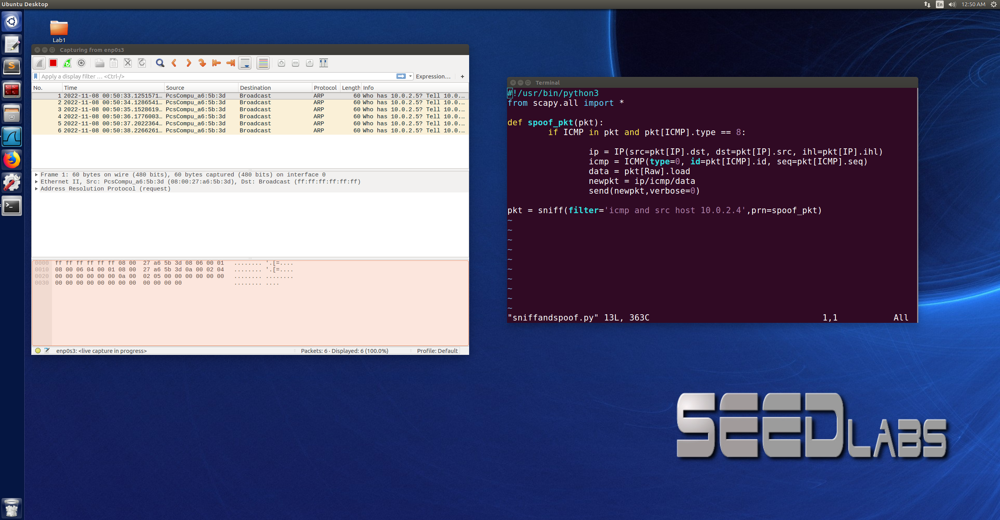 Ubuntu Desktop
En
12:50 AM
Lab1
Capturing from enp0s3
Apply a display filter … <Ctrl-/>
Expression…
+
No. Time Source Destination Protocol Length Info
1 2022-11-08 00:50:33.1251571… PcsCompu_a6:5b:3d Broadcast ARP 60 Who has 10.0.2.5? Tell 10.0.…
2 2022-11-08 00:50:34.1286541… PcsCompu_a6:5b:3d Broadcast ARP 60 Who has 10.0.2.5? Tell 10.0.…
3 2022-11-08 00:50:35.1528619… PcsCompu_a6:5b:3d Broadcast ARP 60 Who has 10.0.2.5? Tell 10.0.…
4 2022-11-08 00:50:36.1776003… PcsCompu_a6:5b:3d Broadcast ARP 60 Who has 10.0.2.5? Tell 10.0.…
5 2022-11-08 00:50:37.2022364… PcsCompu_a6:5b:3d Broadcast ARP 60 Who has 10.0.2.5? Tell 10.0.…
6 2022-11-08 00:50:38.2266261… PcsCompu_a6:5b:3d Broadcast ARP 60 Who has 10.0.2.5? Tell 10.0.…
Frame 1: 60 bytes on wire (480 bits), 60 bytes captured (480 bits) on interface 0
Ethernet II, Src: PcsCompu_a6:5b:3d (08:00:27:a6:5b:3d), Dst: Broadcast (ff:ff:ff:ff:ff:ff)
Address Resolution Protocol (request)
0000 ff ff ff ff ff ff 08 00 27 a6 5b 3d 08 06 00 01 ........ '.[=....
0010 08 00 06 04 00 01 08 00 27 a6 5b 3d 0a 00 02 04 ........ '.[=....
0020 00 00 00 00 00 00 0a 00 02 05 00 00 00 00 00 00 ........ ........
0030 00 00 00 00 00 00 00 00 00 00 00 00 ........ ....
enp0s3: <live capture in progress>
Packets: 6 · Displayed: 6 (100.0%)
Profile: Default
Terminal
#!/usr/bin/python3
from scapy.all import *
def spoof_pkt(pkt):
if ICMP in pkt and pkt[ICMP].type == 8:
ip = IP(src=pkt[IP].dst, dst=pkt[IP].src, ihl=pkt[IP].ihl)
icmp = ICMP(type=0, id=pkt[ICMP].id, seq=pkt[ICMP].seq)
data = pkt[Raw].load
newpkt = ip/icmp/data
send(newpkt,verbose=0)
pkt = sniff(filter='icmp and src host 10.0.2.4',prn=spoof_pkt)
~
~
~
~
~
~
~
~
~
~
"sniffandspoof.py" 13L, 363C 1,1 All
SEEDLABS